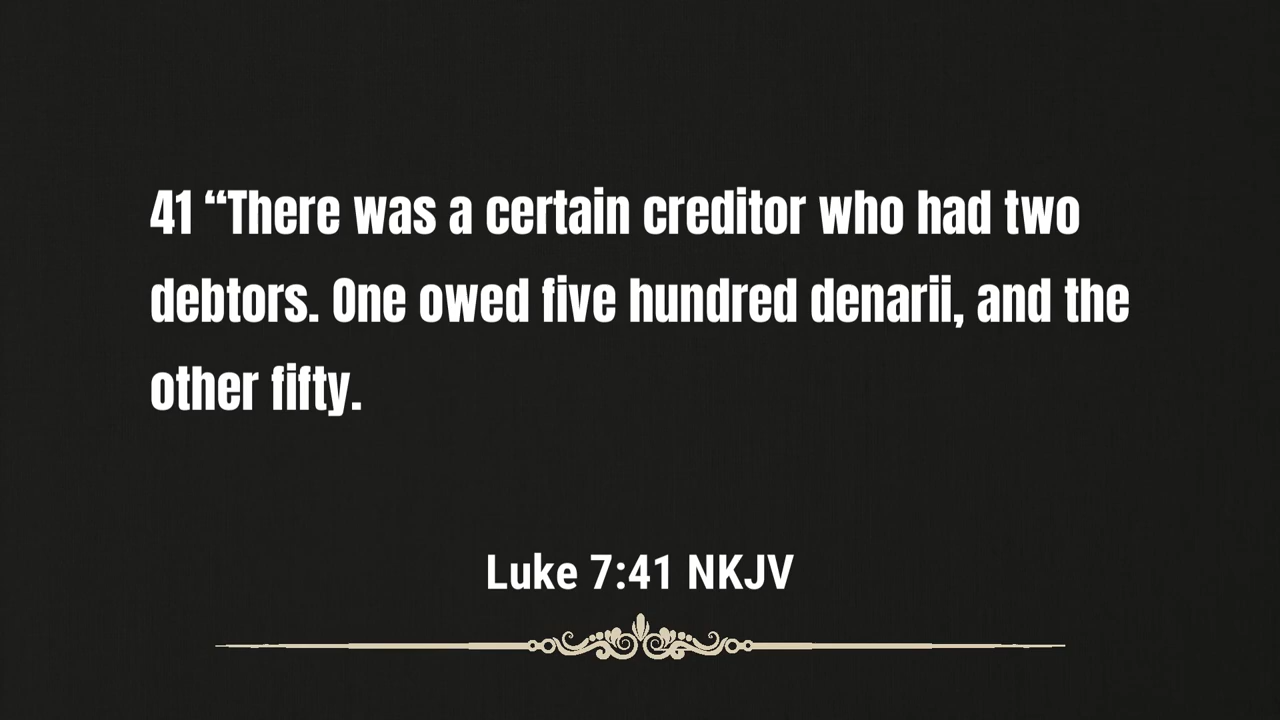 41 “There was a certain creditor who had two
debtors. One owed five hundred denarii, and the
other fifty.
Luke 7:41 NKJV